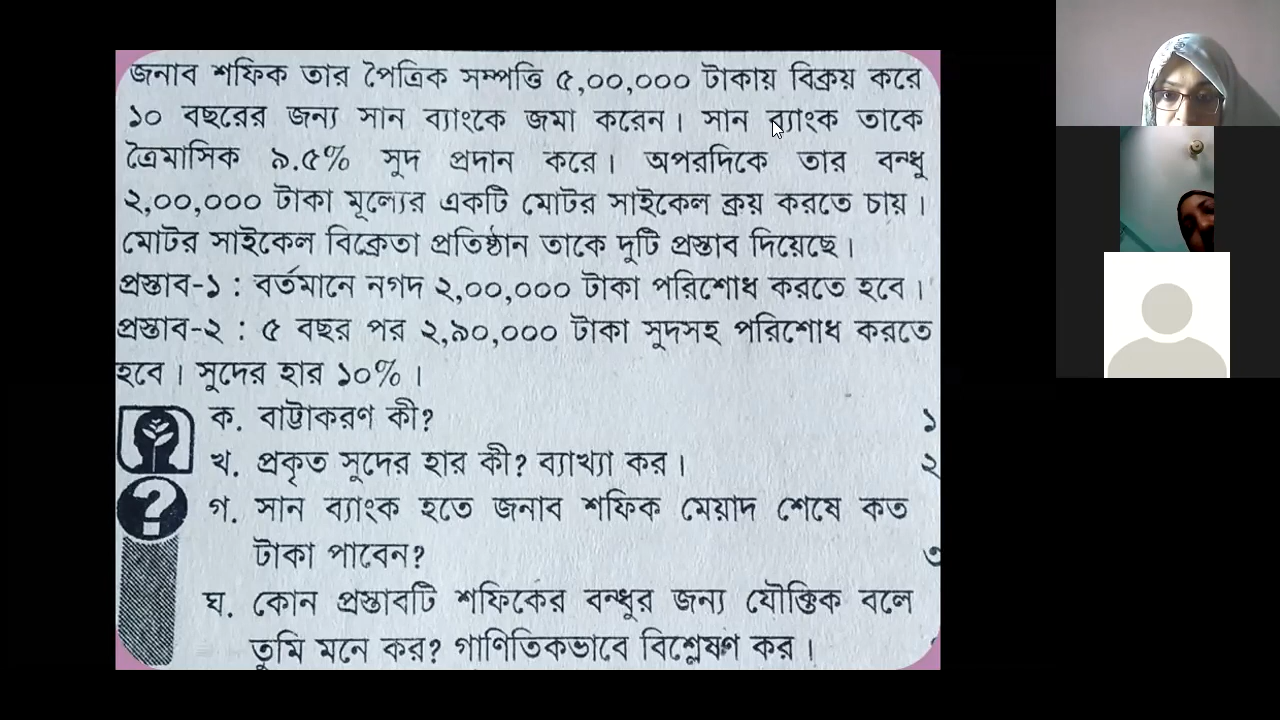 জনাব শফিক তার পৈত্রিক সম্পত্তি ৫,০০,০০০ টাকায় বিক্রয় করে
১০ বছরের জন্য সান ব্যাংকে জমা করেন। সান ব্যাংক তাকে
ত্রৈমাসিক ৯.৫% সুদ প্রদান করে। অপরদিকে তার বন্ধু
২,০০,০০০ টাকা মূল্যের একটি মোটর সাইকেল ক্রয় করতে চায়।
মোটর সাইকেল বিক্রেতা প্রতিষ্ঠান তাকে দুটি প্রস্তাব দিয়েছে।
প্রস্তাব-১ : বর্তমানে নগদ ২,০০,০০০ টাকা পরিশোধ করতে হবে।
প্রস্তাব-২ : ৫ বছর পর ২,৯০,০০০ টাকা সুদসহ পরিশোধ করতে
হবে। সুদের হার ১০%।
ক. বাট্টাকরণ কী? ১
খ. প্রকৃত সুদের হার কী? ব্যাখ্যা কর। ২
গ. সান ব্যাংক হতে জনাব শফিক মেয়াদ শেষে কত
টাকা পাবেন? ৩
ঘ. কোন প্রস্তাবটি শফিকের বন্ধুর জন্য যৌক্তিক বলে
তুমি মনে কর? গাণিতিকভাবে বিশ্লেষণ কর।